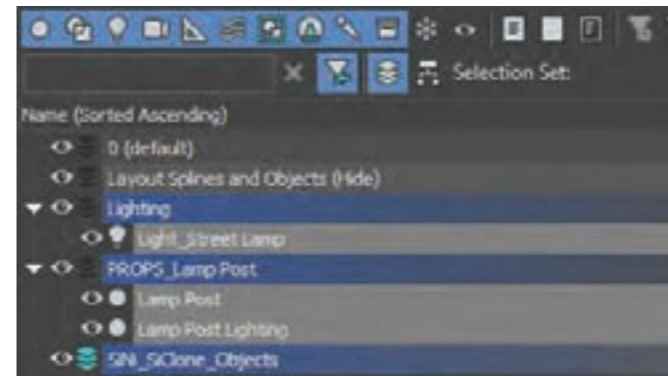 Selection Set:
Name (Sorted Ascending)
0 (default)
Layout Splines and Objects (Hide)
Lighting
Light_Street Lamp
PROPS_Lamp Post
Lamp Post
Lamp Post Lighting
SiNi_SiClone_Objects